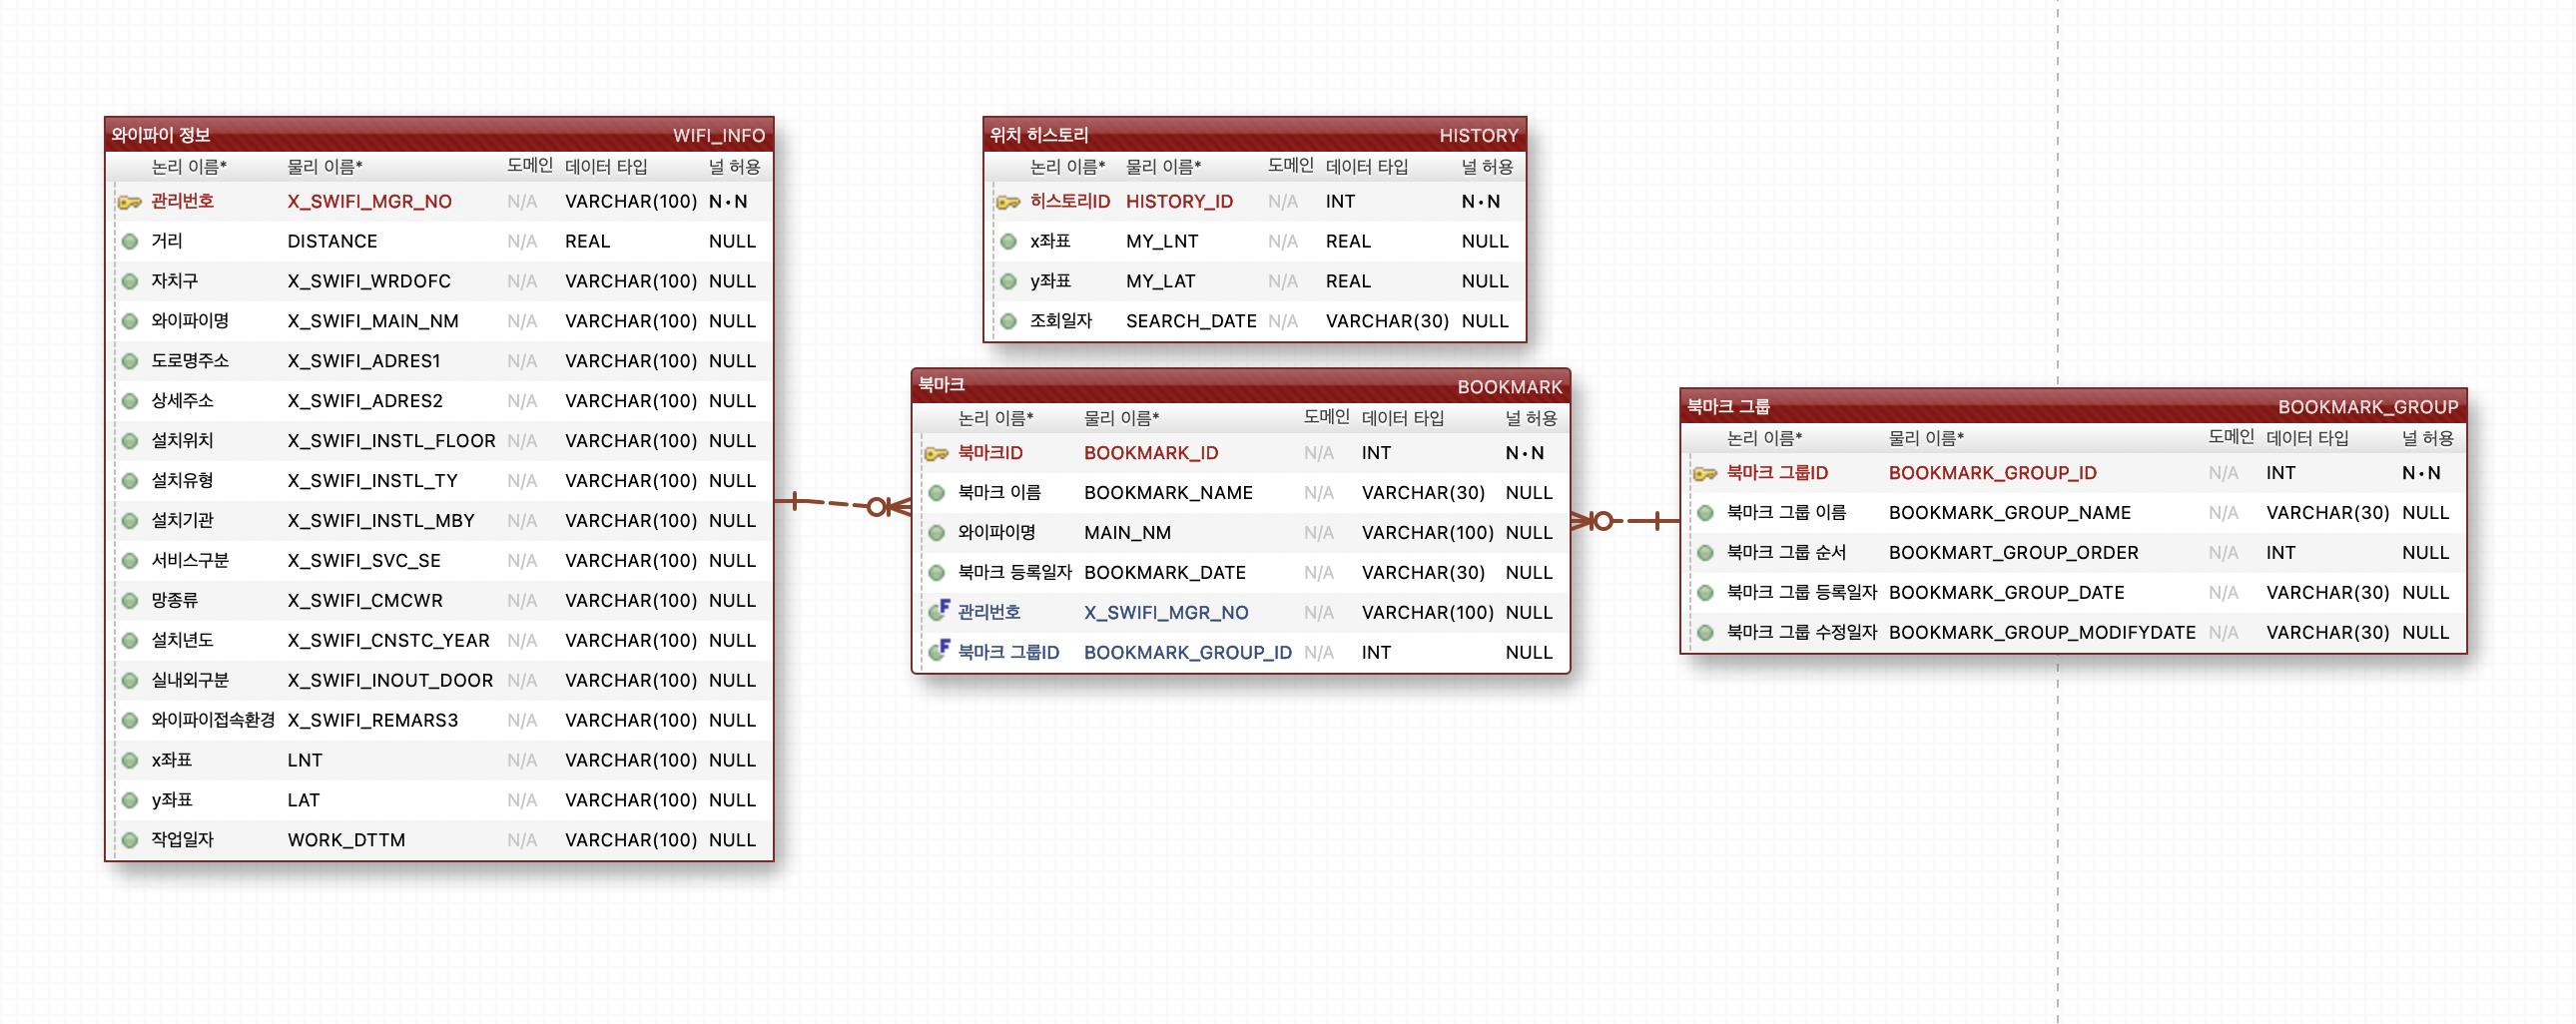 와이파이 정보 WIFI_INFO
논리 이름* 물리 이름* 도메인 데이터 타입 널 허용
관리번호 X_SWIFI_MGR_NO N/A VARCHAR(100) N·N
거리 DISTANCE N/A REAL NULL
자치구 X_SWIFI_WRDOFC N/A VARCHAR(100) NULL
와이파이명 X_SWIFI_MAIN_NM N/A VARCHAR(100) NULL
도로명주소 X_SWIFI_ADRES1 N/A VARCHAR(100) NULL
상세주소 X_SWIFI_ADRES2 N/A VARCHAR(100) NULL
설치위치 X_SWIFI_INSTL_FLOOR N/A VARCHAR(100) NULL
설치유형 X_SWIFI_INSTL_TY N/A VARCHAR(100) NULL
설치기관 X_SWIFI_INSTL_MBY N/A VARCHAR(100) NULL
서비스구분 X_SWIFI_SVC_SE N/A VARCHAR(100) NULL
망종류 X_SWIFI_CMCWR N/A VARCHAR(100) NULL
설치년도 X_SWIFI_CNSTC_YEAR N/A VARCHAR(100) NULL
실내외구분 X_SWIFI_INOUT_DOOR N/A VARCHAR(100) NULL
와이파이접속환경 X_SWIFI_REMARS3 N/A VARCHAR(100) NULL
x좌표 LNT N/A VARCHAR(100) NULL
y좌표 LAT N/A VARCHAR(100) NULL
작업일자 WORK_DTTM N/A VARCHAR(100) NULL
위치 히스토리 HISTORY
논리 이름* 물리 이름* 도메인 데이터 타입 널 허용
히스토리ID HISTORY_ID N/A INT N·N
x좌표 MY_LNT N/A REAL NULL
y좌표 MY_LAT N/A REAL NULL
조회일자 SEARCH_DATE N/A VARCHAR(30) NULL
북마크 BOOKMARK
논리 이름* 물리 이름* 도메인 데이터 타입 널 허용
북마크ID BOOKMARK_ID N/A INT N·N
북마크 이름 BOOKMARK_NAME N/A VARCHAR(30) NULL
와이파이명 MAIN_NM N/A VARCHAR(100) NULL
북마크 등록일자 BOOKMARK_DATE N/A VARCHAR(30) NULL
F 관리번호 X_SWIFI_MGR_NO N/A VARCHAR(100) NULL
F 북마크 그룹ID BOOKMARK_GROUP_ID N/A INT NULL
북마크 그룹 BOOKMARK_GROUP
논리 이름* 물리 이름* 도메인 데이터 타입 널 허용
북마크 그룹ID BOOKMARK_GROUP_ID N/A INT N·N
북마크 그룹 이름 BOOKMARK_GROUP_NAME N/A VARCHAR(30) NULL
북마크 그룹 순서 BOOKMART_GROUP_ORDER N/A INT NULL
북마크 그룹 등록일자 BOOKMARK_GROUP_DATE N/A VARCHAR(30) NULL
북마크 그룹 수정일자 BOOKMARK_GROUP_MODIFYDATE N/A VARCHAR(30) NULL